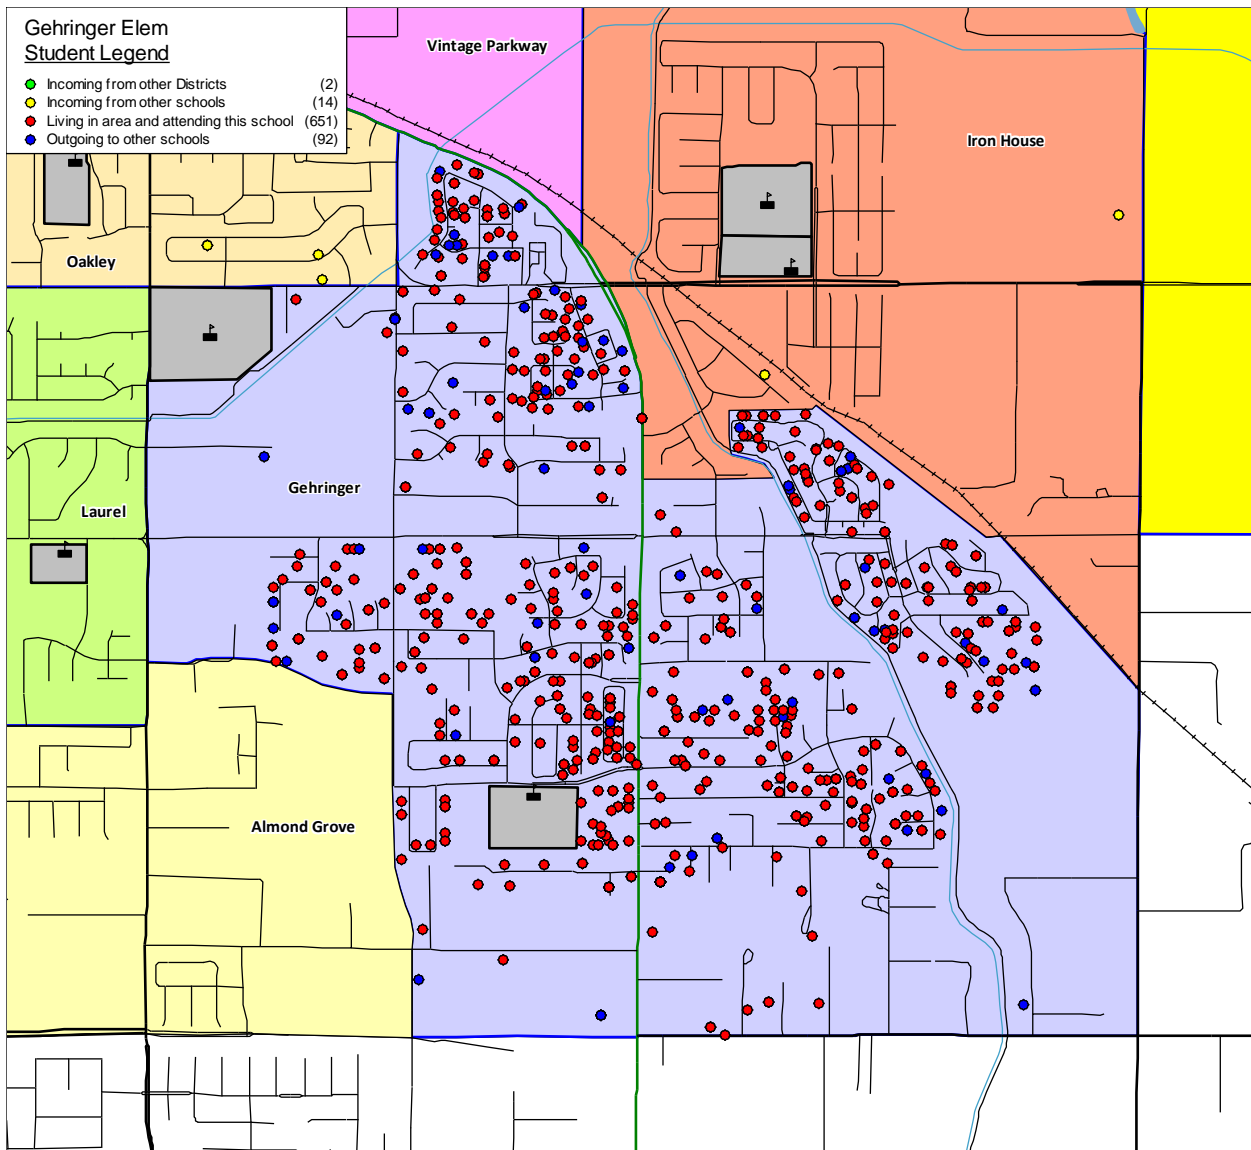 Gehringer Elem
Student Legend
Incoming from other Districts (2)
Incoming from other schools (14)
Living in area and attending this school (651)
Outgoing to other schools (92)
Vintage Parkway
Iron House
Oakley
Gehringer
Laurel
Almond Grove